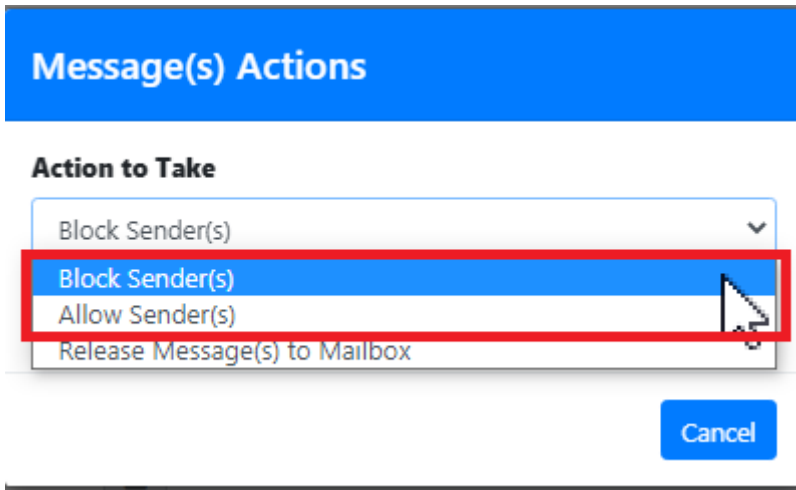 Message(s) Actions
Action to Take
Block Sender(s)
Block Sender(s)
Allow Sender(s)
Release Message(s) to Mailbox
Cancel